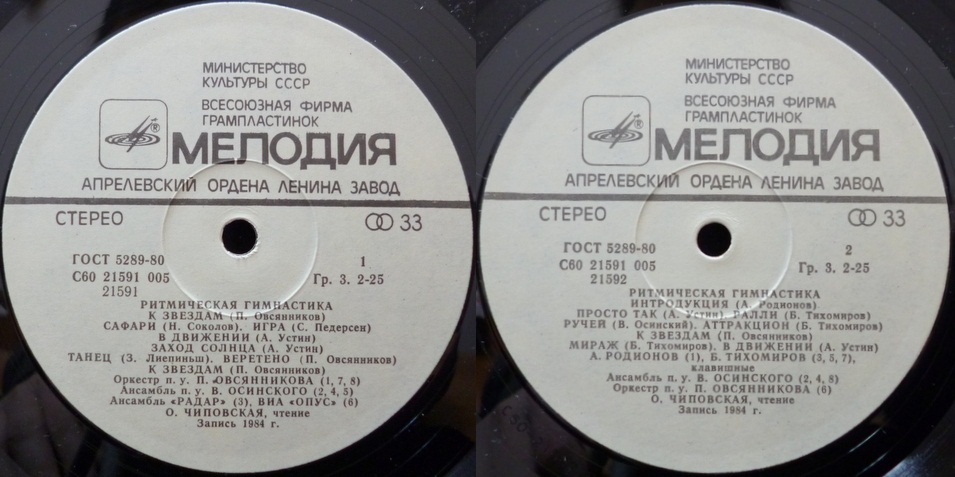 МИНИСТЕРСТВО
КУЛЬТУРЫ СССР
ВСЕСОЮЗНАЯ ФИРМА
ГРАМПЛАСТИНОК
МЕЛОДИЯ
АПРЕЛЕВСКИЙ ОРДЕНА ЛЕНИНА ЗАВОД
СТЕРЕО 33
ГОСТ 5289-80 1
С60 21591 005 Гр. 3. 2-25
21591
РИТМИЧЕСКАЯ ГИМНАСТИКА
К ЗВЕЗДАМ (П. Овсянников)
САФАРИ (Н. Соколов). ИГРА (С. Педерсен)
В ДВИЖЕНИИ (А. Устин)
ЗАХОД СОЛНЦА (А. Устин)
ТАНЕЦ (З. Лиепиньш). ВЕРЕТЕНО (П. Овсянников)
К ЗВЕЗДАМ (П. Овсянников)
Оркестр п. у. П. ОВСЯННИКОВА (1, 7, 8)
Ансамбль п. у. В. ОСИНСКОГО (2, 4, 5)
Ансамбль «РАДАР» (3), ВИА «ОПУС» (6)
О. ЧИПОВСКАЯ, чтение
Запись 1984 г.
МИНИСТЕРСТВО
КУЛЬТУРЫ СССР
ВСЕСОЮЗНАЯ ФИРМА
ГРАМПЛАСТИНОК
МЕЛОДИЯ
АПРЕЛЕВСКИЙ ОРДЕНА ЛЕНИНА ЗАВОД
СТЕРЕО 33
ГОСТ 5289-80 2
С60 21591 005 Гр. 3. 2-25
21592
РИТМИЧЕСКАЯ ГИМНАСТИКА
ИНТРОДУКЦИЯ (А. Родионов)
ПРОСТО ТАК (А. Устин). РАЛЛИ (Б. Тихомиров)
РУЧЕЙ (В. Осинский). АТТРАКЦИОН (Б. Тихомиров)
К ЗВЕЗДАМ (П. Овсянников)
МИРАЖ (Б. Тихомиров). В ДВИЖЕНИИ (А. Устин)
А. РОДИОНОВ (1), Б. ТИХОМИРОВ (3, 5, 7),
клавишные
Ансамбль п. у. В. ОСИНСКОГО (2, 4, 8)
Оркестр п. у. П. ОВСЯННИКОВА (6)
О. ЧИПОВСКАЯ, чтение
Запись 1984 г.